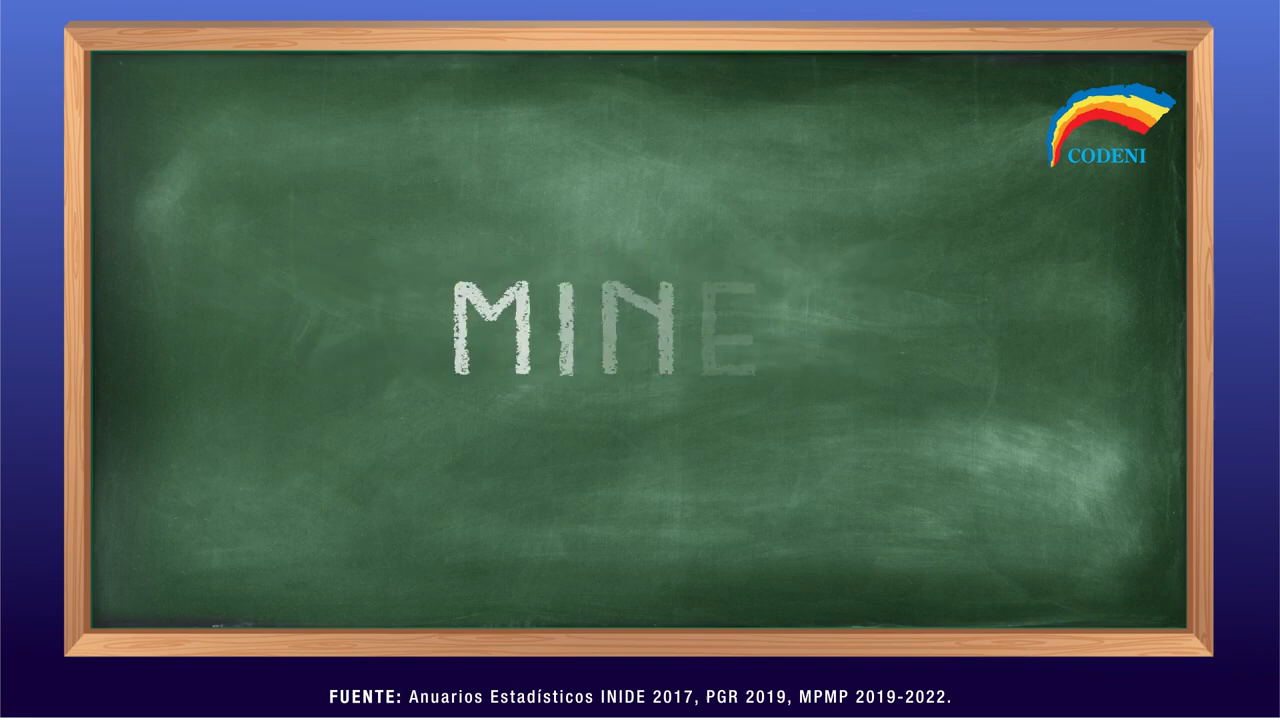 CODENI
MINE
FUENTE: Anuarios Estadísticos INIDE 2017, PGR 2019, MPMP 2019-2022.